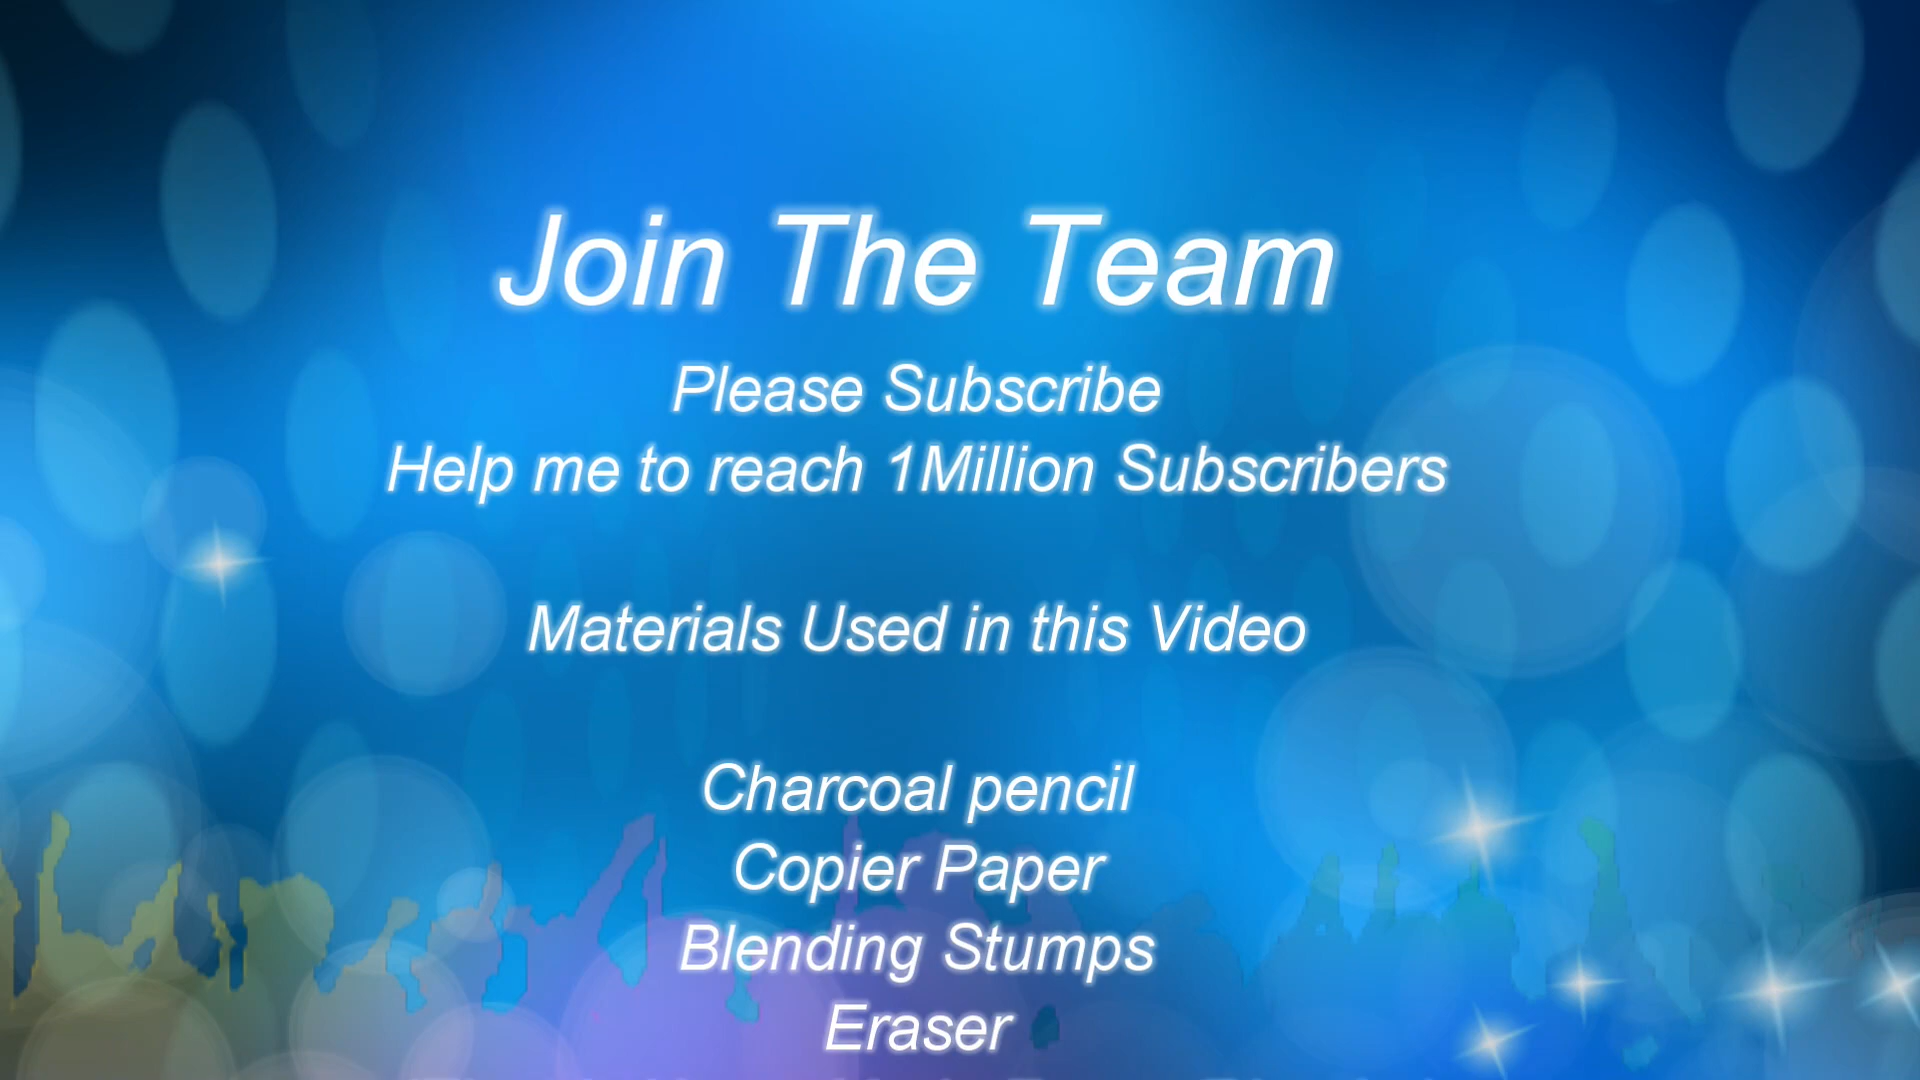 Join The Team
Please Subscribe
Help me to reach 1Million Subscribers
Materials Used in this Video
Charcoal pencil
Copier Paper
Blending Stumps
Eraser